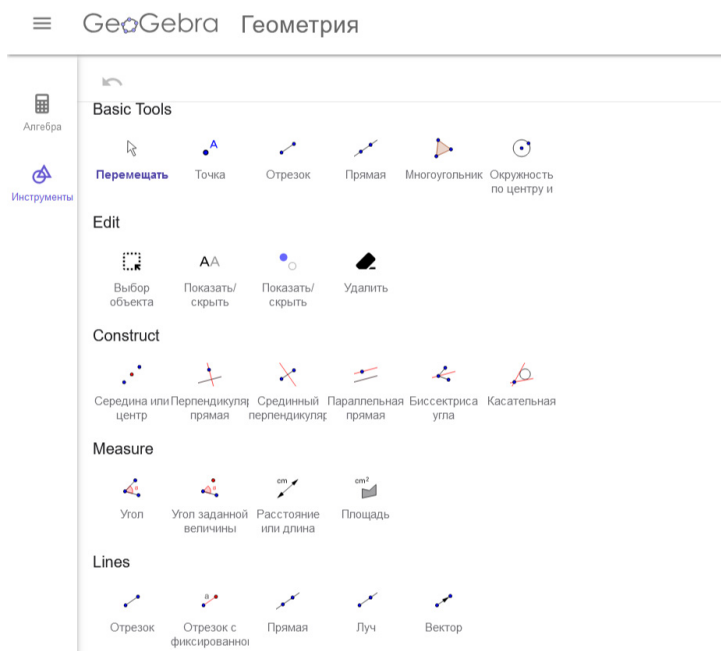 GeoGebra Геометрия
Алгебра
Инструменты
Basic Tools
A
Перемещать Точка Отрезок Прямая Многоугольник Окружность
по центру и
Edit
AA
Выбор Показать/ Показать/ Удалить
объекта скрыть скрыть
Construct
Середина или Перпендикуляр Срединный Параллельная Биссектриса Касательная
центр прямая перпендикуляр прямая угла
Measure
cm cm²
Угол Угол заданной Расстояние Площадь
величины или длина
Lines
a
Отрезок Отрезок с Прямая Луч Вектор
фиксированной